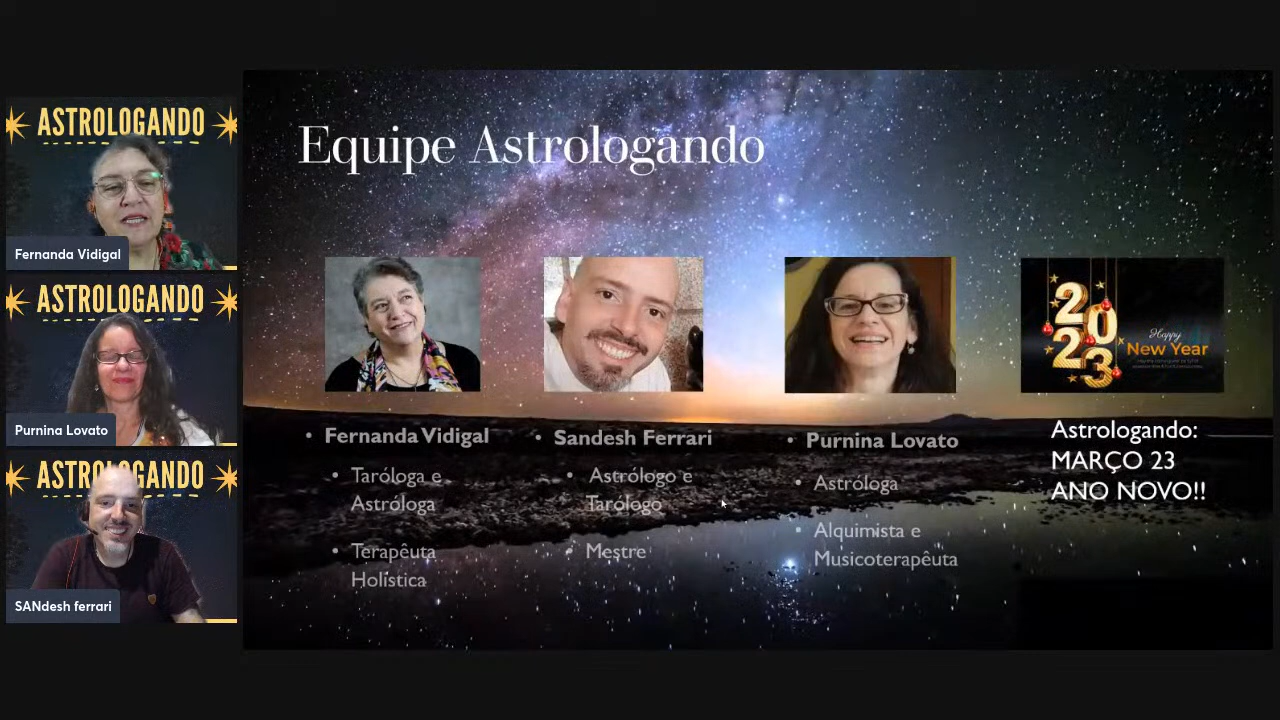 ASTROLOGANDO
Fernanda Vidigal
ASTROLOGANDO
Purnina Lovato
ASTROLOGANDO
SANdesh ferrari
Equipe Astrologando
2023
Happy
New Year
• Fernanda Vidigal
• Taróloga e
Astróloga
• Terapêuta
Holística
• Sandesh Ferrari
• Astrólogo e
Tarólogo
• Mestre
• Purnina Lovato
• Astróloga
• Alquimista e
Musicoterapêuta
Astrologando:
MARÇO 23
ANO NOVO!!